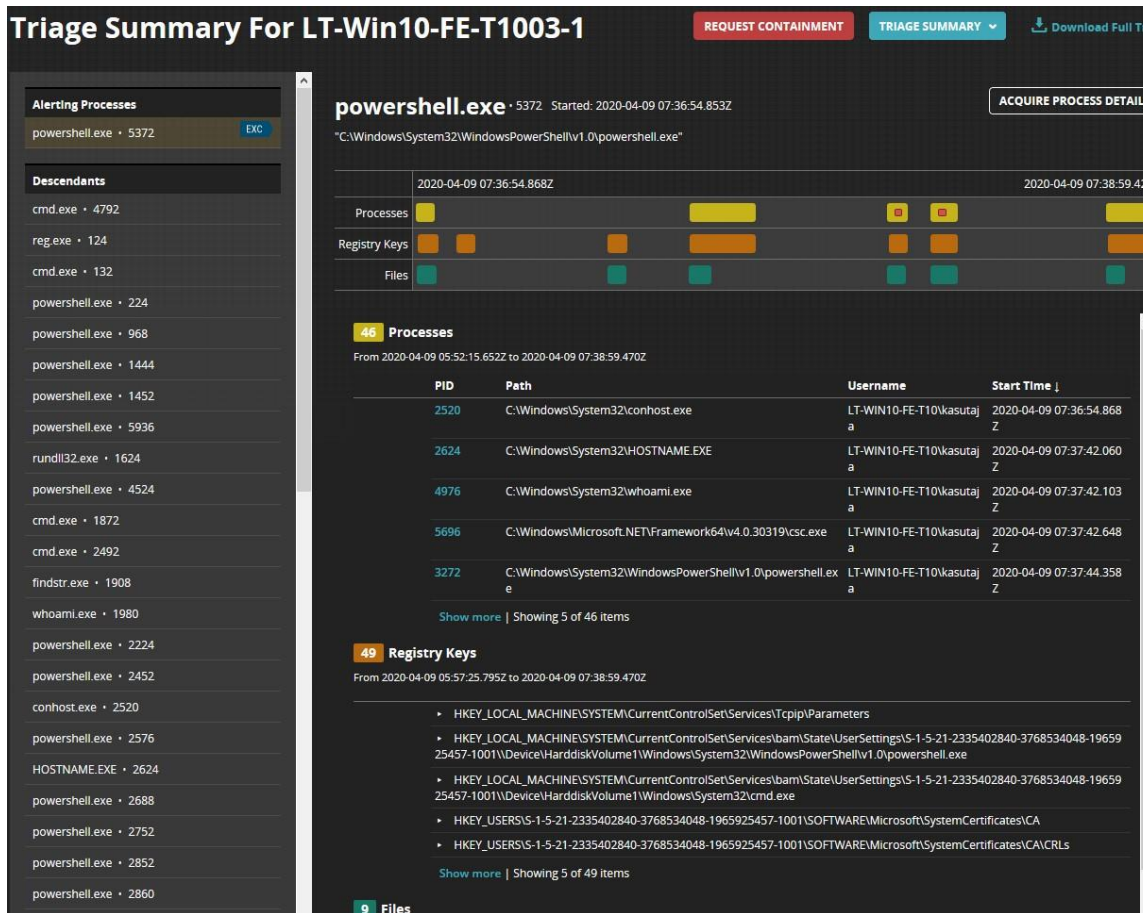 Triage Summary For LT-Win10-FE-T1003-1
REQUEST CONTAINMENT
TRIAGE SUMMARY
Download Full
Alerting Processes
powershell.exe • 5372
EXC
Descendants
cmd.exe • 4792
reg.exe • 124
cmd.exe • 132
powershell.exe • 224
powershell.exe • 968
powershell.exe • 1444
powershell.exe • 1452
powershell.exe • 5936
rundll32.exe • 1624
powershell.exe • 4524
cmd.exe • 1872
cmd.exe • 2492
findstr.exe • 1908
whoami.exe • 1980
powershell.exe • 2224
powershell.exe • 2452
conhost.exe • 2520
powershell.exe • 2576
HOSTNAME.EXE • 2624
powershell.exe • 2688
powershell.exe • 2752
powershell.exe • 2852
powershell.exe • 2860
powershell.exe • 5372 Started: 2020-04-09 07:36:54.853Z
ACQUIRE PROCESS DETAIL
"C:\Windows\System32\WindowsPowerShell\v1.0\powershell.exe"
2020-04-09 07:36:54.868Z
2020-04-09 07:38:59.42
Processes
Registry Keys
Files
46 Processes
From 2020-04-09 05:52:15.652Z to 2020-04-09 07:38:59.470Z
PID Path Username Start Time ↓
2520 C:\Windows\System32\conhost.exe LT-WIN10-FE-T10\kasutaj 2020-04-09 07:36:54.868
a Z
2624 C:\Windows\System32\HOSTNAME.EXE LT-WIN10-FE-T10\kasutaj 2020-04-09 07:37:42.060
a Z
4976 C:\Windows\System32\whoami.exe LT-WIN10-FE-T10\kasutaj 2020-04-09 07:37:42.103
a Z
5696 C:\Windows\Microsoft.NET\Framework64\v4.0.30319\csc.exe LT-WIN10-FE-T10\kasutaj 2020-04-09 07:37:42.648
a Z
3272 C:\Windows\System32\WindowsPowerShell\v1.0\powershell.ex LT-WIN10-FE-T10\kasutaj 2020-04-09 07:37:44.358
e a Z
Show more | Showing 5 of 46 items
49 Registry Keys
From 2020-04-09 05:57:25.795Z to 2020-04-09 07:38:59.470Z
HKEY_LOCAL_MACHINE\SYSTEM\CurrentControlSet\Services\Tcpip\Parameters
HKEY_LOCAL_MACHINE\SYSTEM\CurrentControlSet\Services\bam\State\UserSettings\S-1-5-21-2335402840-3768534048-19659
25457-1001\\Device\HarddiskVolume1\Windows\System32\WindowsPowerShell\v1.0\powershell.exe
HKEY_LOCAL_MACHINE\SYSTEM\CurrentControlSet\Services\bam\State\UserSettings\S-1-5-21-2335402840-3768534048-19659
25457-1001\\Device\HarddiskVolume1\Windows\System32\cmd.exe
HKEY_USERS\S-1-5-21-2335402840-3768534048-1965925457-1001\SOFTWARE\Microsoft\SystemCertificates\CA
HKEY_USERS\S-1-5-21-2335402840-3768534048-1965925457-1001\SOFTWARE\Microsoft\SystemCertificates\CA\CRLs
Show more | Showing 5 of 49 items
9 Files